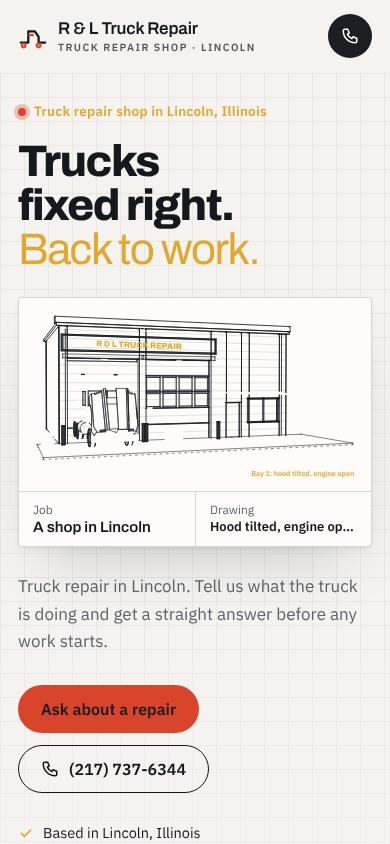 R & L Truck Repair
TRUCK REPAIR SHOP · LINCOLN
Truck repair shop in Lincoln, Illinois
Trucks
fixed right.
Back to work.
R & L TRUCK REPAIR
Bay 1: hood tilted, engine open
Job
A shop in Lincoln
Drawing
Hood tilted, engine op...
Truck repair in Lincoln. Tell us what the truck
is doing and get a straight answer before any
work starts.
Ask about a repair
(217) 737-6344
Based in Lincoln, Illinois